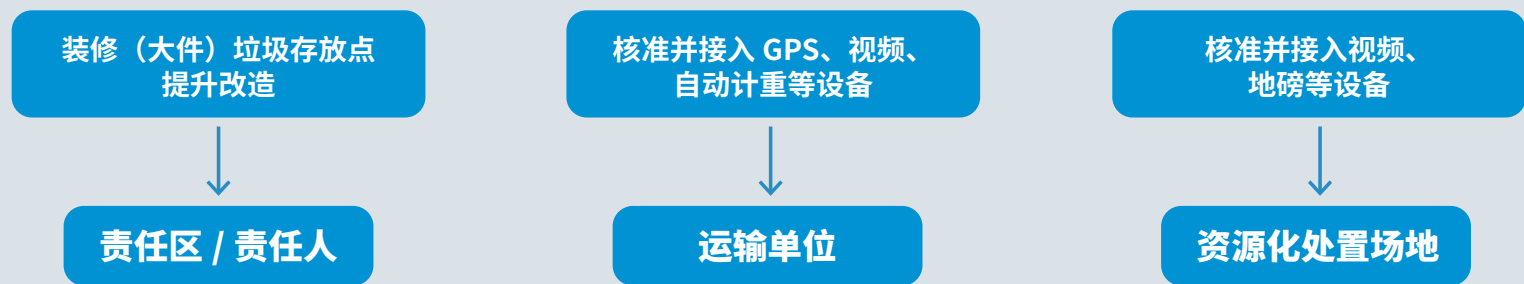 装修（大件）垃圾存放点
提升改造
核准并接入 GPS、视频、
自动计重等设备
核准并接入视频、
地磅等设备
责任区 / 责任人
运输单位
资源化处置场地